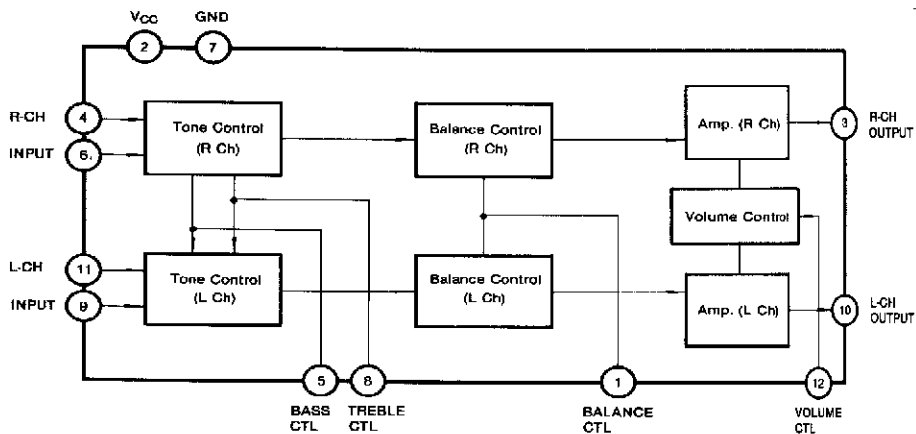 VCC GND
2 7
R-CH 4
INPUT 6
Tone Control
(R Ch)
Balance Control
(R Ch)
Amp. (R Ch)
3 R-CH
OUTPUT
Volume Control
L-CH 11
INPUT 9
Tone Control
(L Ch)
Balance Control
(L Ch)
Amp. (L Ch)
10 L-CH
OUTPUT
5 8 1 12
BASS
CTL
TREBLE
CTL
BALANCE
CTL
VOLUME
CTL